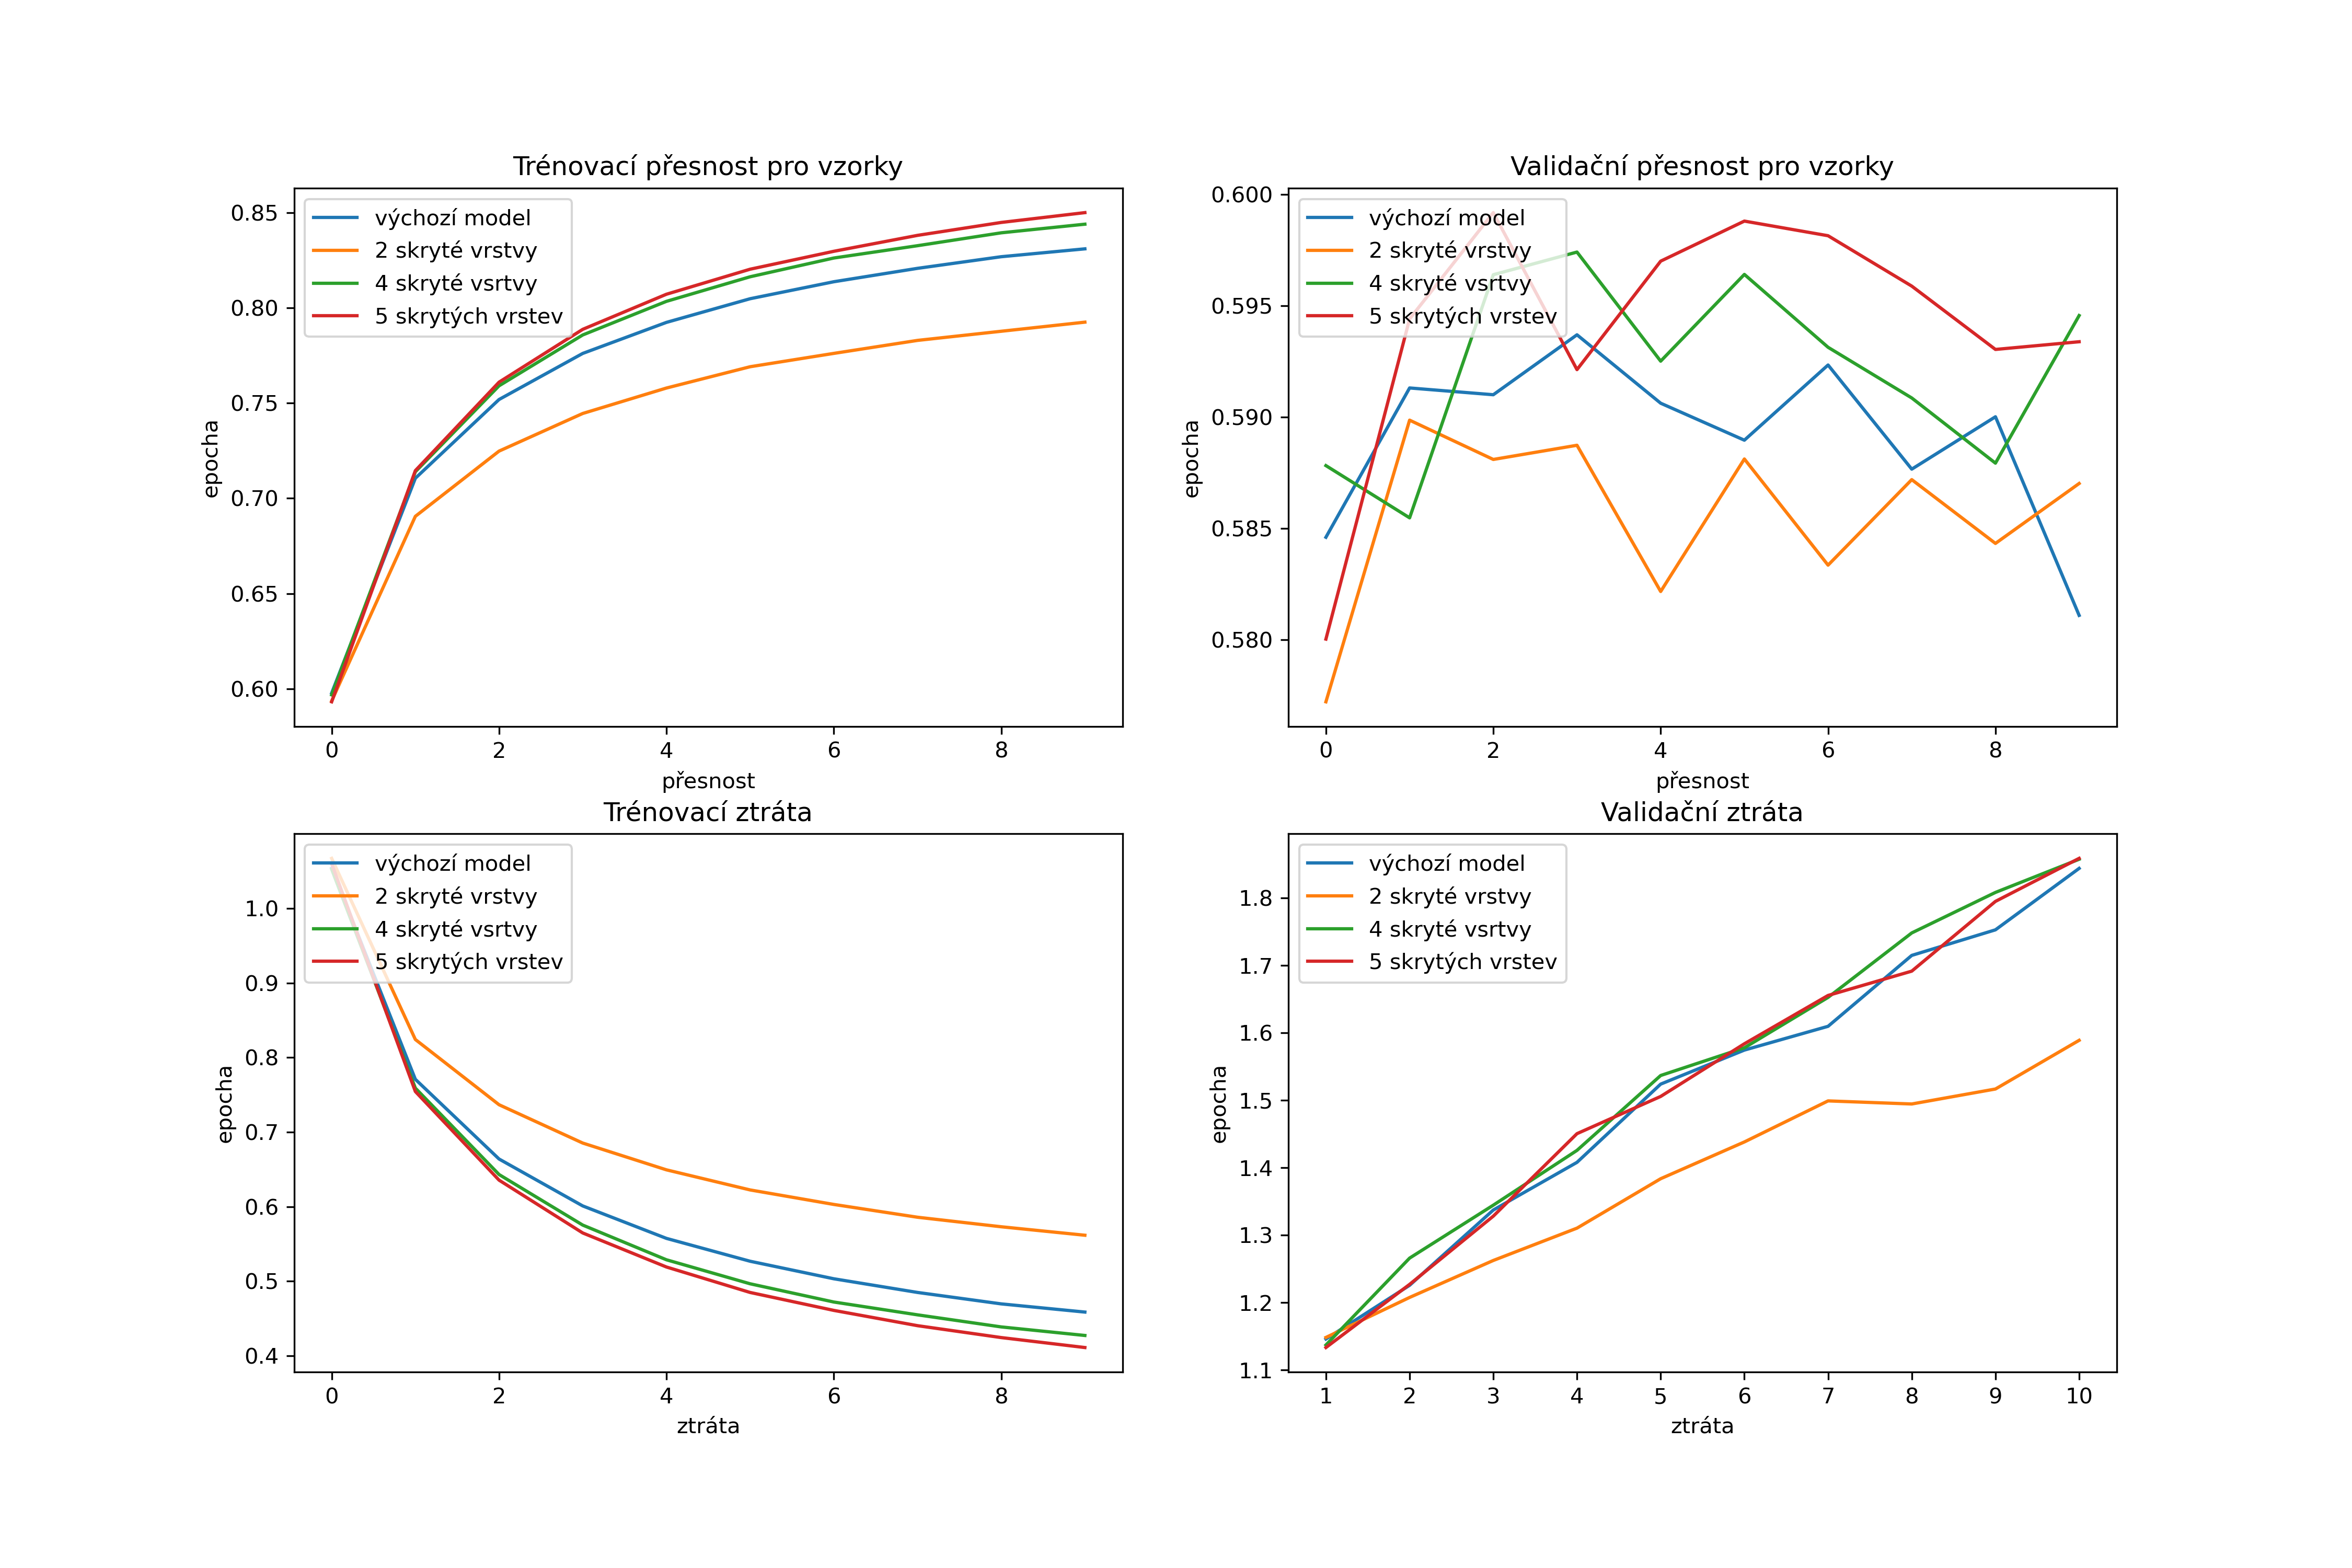 Trénovací přesnost pro vzorky
výchozí model
2 skryté vrstvy
4 skryté vsrtvy
5 skrytých vrstev
0.85
0.80
0.75
0.70
0.65
0.60
epocha
0 2 4 6 8
přesnost
Validační přesnost pro vzorky
výchozí model
2 skryté vrstvy
4 skryté vsrtvy
5 skrytých vrstev
0.600
0.595
0.590
0.585
0.580
epocha
0 2 4 6 8
přesnost
Trénovací ztráta
výchozí model
2 skryté vrstvy
4 skryté vsrtvy
5 skrytých vrstev
1.0
0.9
0.8
0.7
0.6
0.5
0.4
epocha
0 2 4 6 8
ztráta
Validační ztráta
výchozí model
2 skryté vrstvy
4 skryté vsrtvy
5 skrytých vrstev
1.8
1.7
1.6
1.5
1.4
1.3
1.2
1.1
epocha
1 2 3 4 5 6 7 8 9 10
ztráta